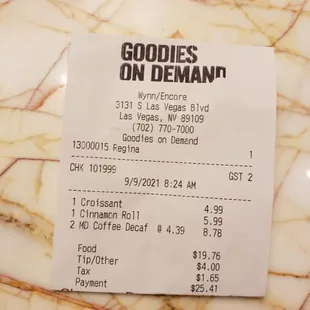 GOODIES
ON DEMAND
Wynn/Encore
3131 S Las Vegas Blvd
Las Vegas, NV 89109
(702) 770-7000
Goodies on Demand
13000015 Regina 1
CHK 101999 GST 2
9/9/2021 8:24 AM
1 Croissant 4.99
1 Cinnamon Roll 5.99
2 MD Coffee Decaf @ 4.39 8.78
Food $19.76
Tip/Other $4.00
Tax $1.65
Payment $25.41